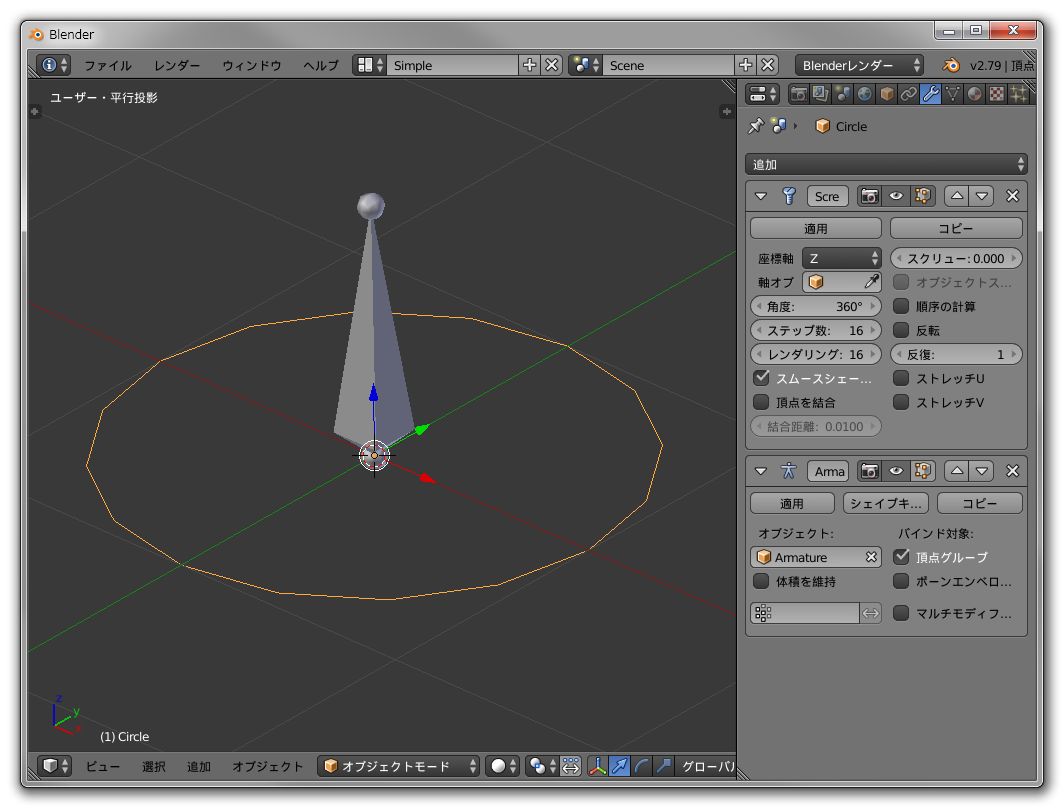 Blender
ファイル レンダー ウィンドウ ヘルプ Simple Scene Blenderレンダー v2.79 | 頂点
ユーザー・平行投影
Circle
追加
Scre
適用 コピー
座標軸 Z スクリュー: 0.000
軸オブ オブジェクトス...
角度: 360° 順序の計算
ステップ数: 16 反転
レンダリング: 16 反復: 1
スムースシェー... ストレッチU
頂点を結合 ストレッチV
結合距離: 0.0100
Arma
適用 シェイプキ... コピー
オブジェクト: バインド対象:
Armature 頂点グループ
体積を維持 ボーンエンベロ...
マルチモディフ...
z
y
x
(1) Circle
ビュー 選択 追加 オブジェクト オブジェクトモード グローバル